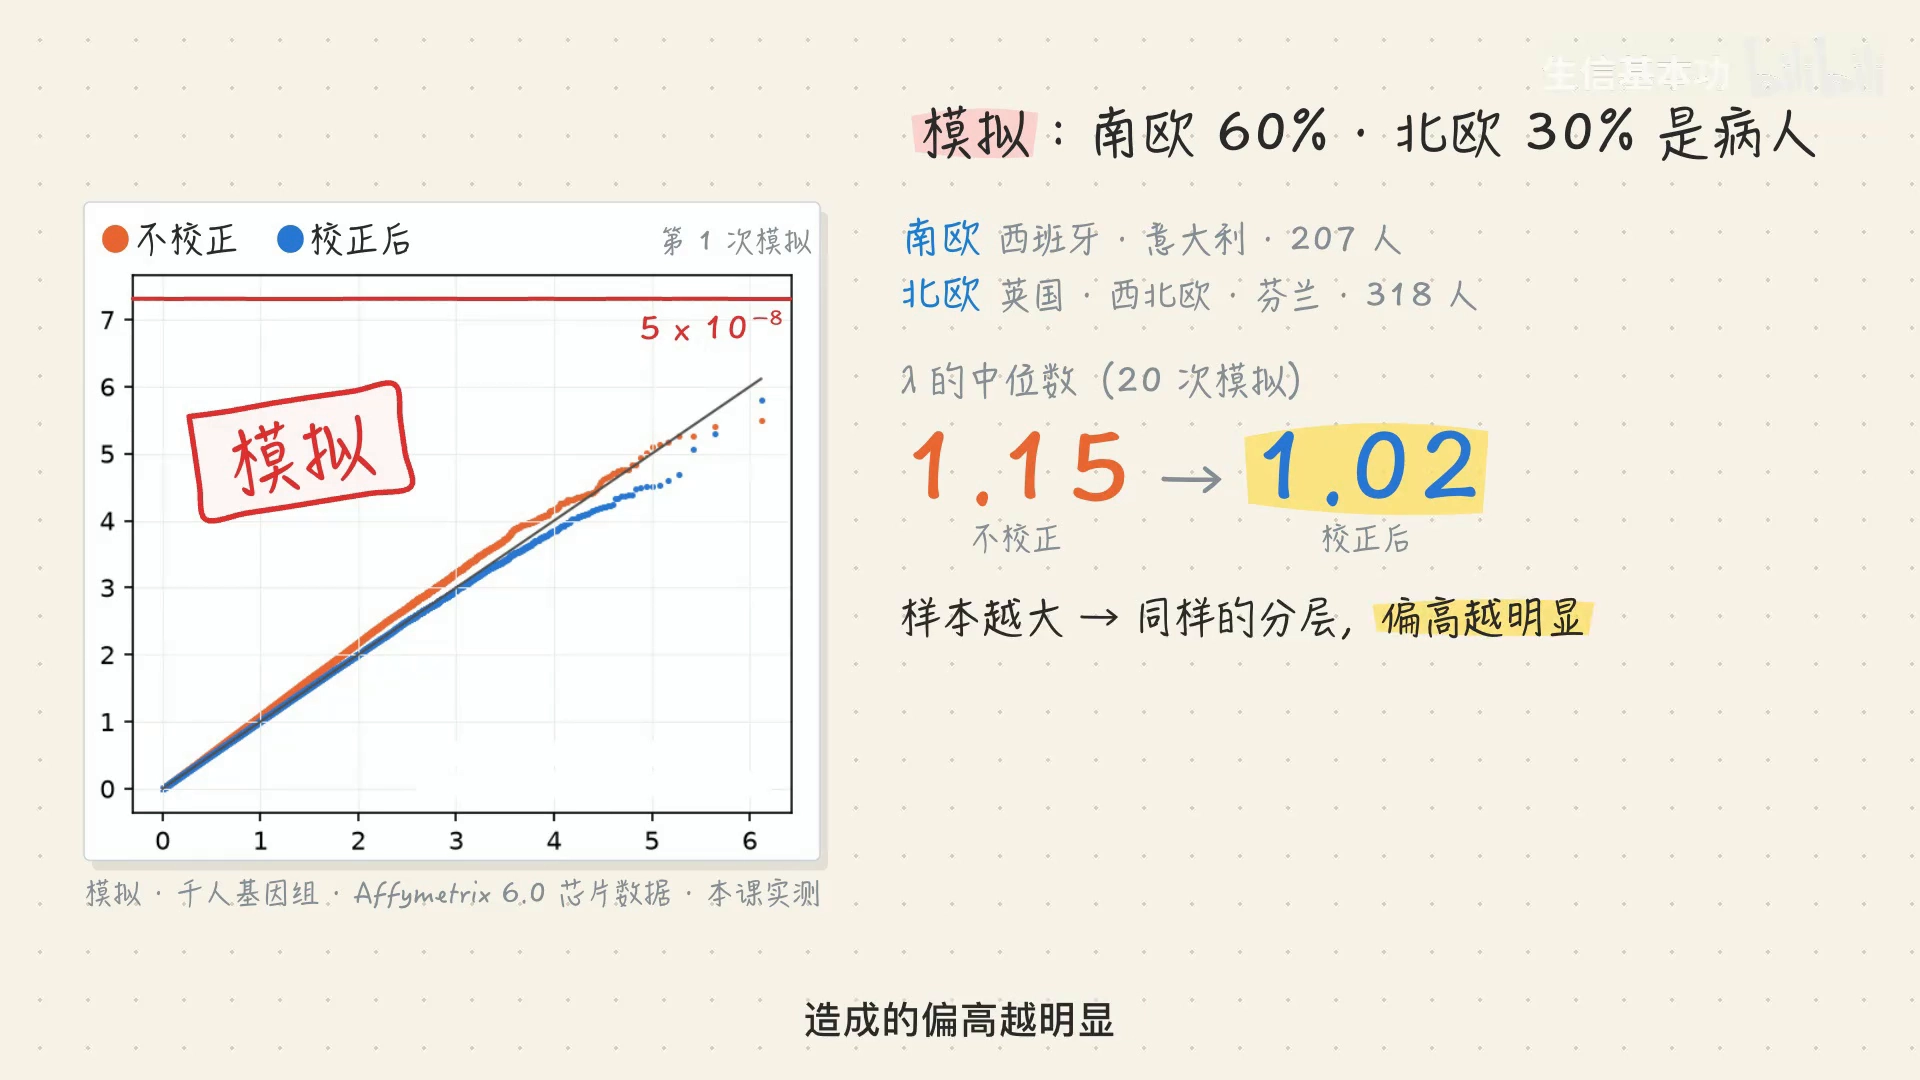 生信基本功 bilibili
模拟：南欧 60% · 北欧 30% 是病人
不校正 校正后 第 1 次模拟
南欧 西班牙 · 意大利 · 207 人
北欧 英国 · 西北欧 · 芬兰 · 318 人
5 x 10⁻⁸
模拟
λ 的中位数（20 次模拟）
1.15 → 1.02
不校正 校正后
样本越大 → 同样的分层，偏高越明显
7
6
5
4
3
2
1
0
0 1 2 3 4 5 6
模拟 · 千人基因组 · Affymetrix 6.0 芯片数据 · 本课实测
造成的偏高越明显